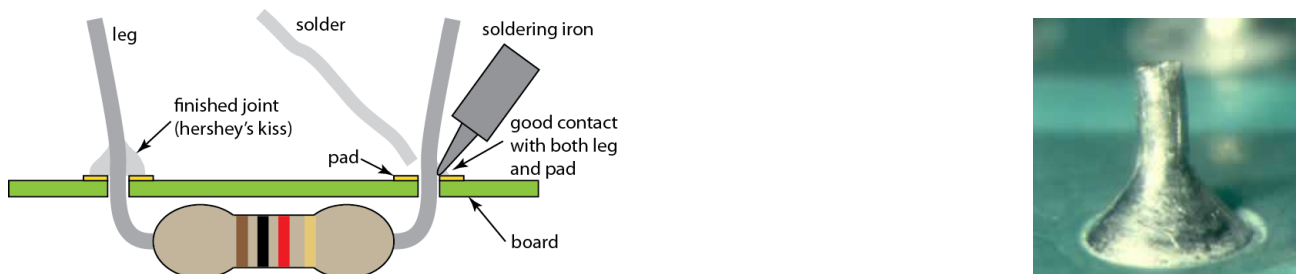 leg
solder
soldering iron
finished joint
(hershey's kiss)
pad
good contact
with both leg
and pad
board